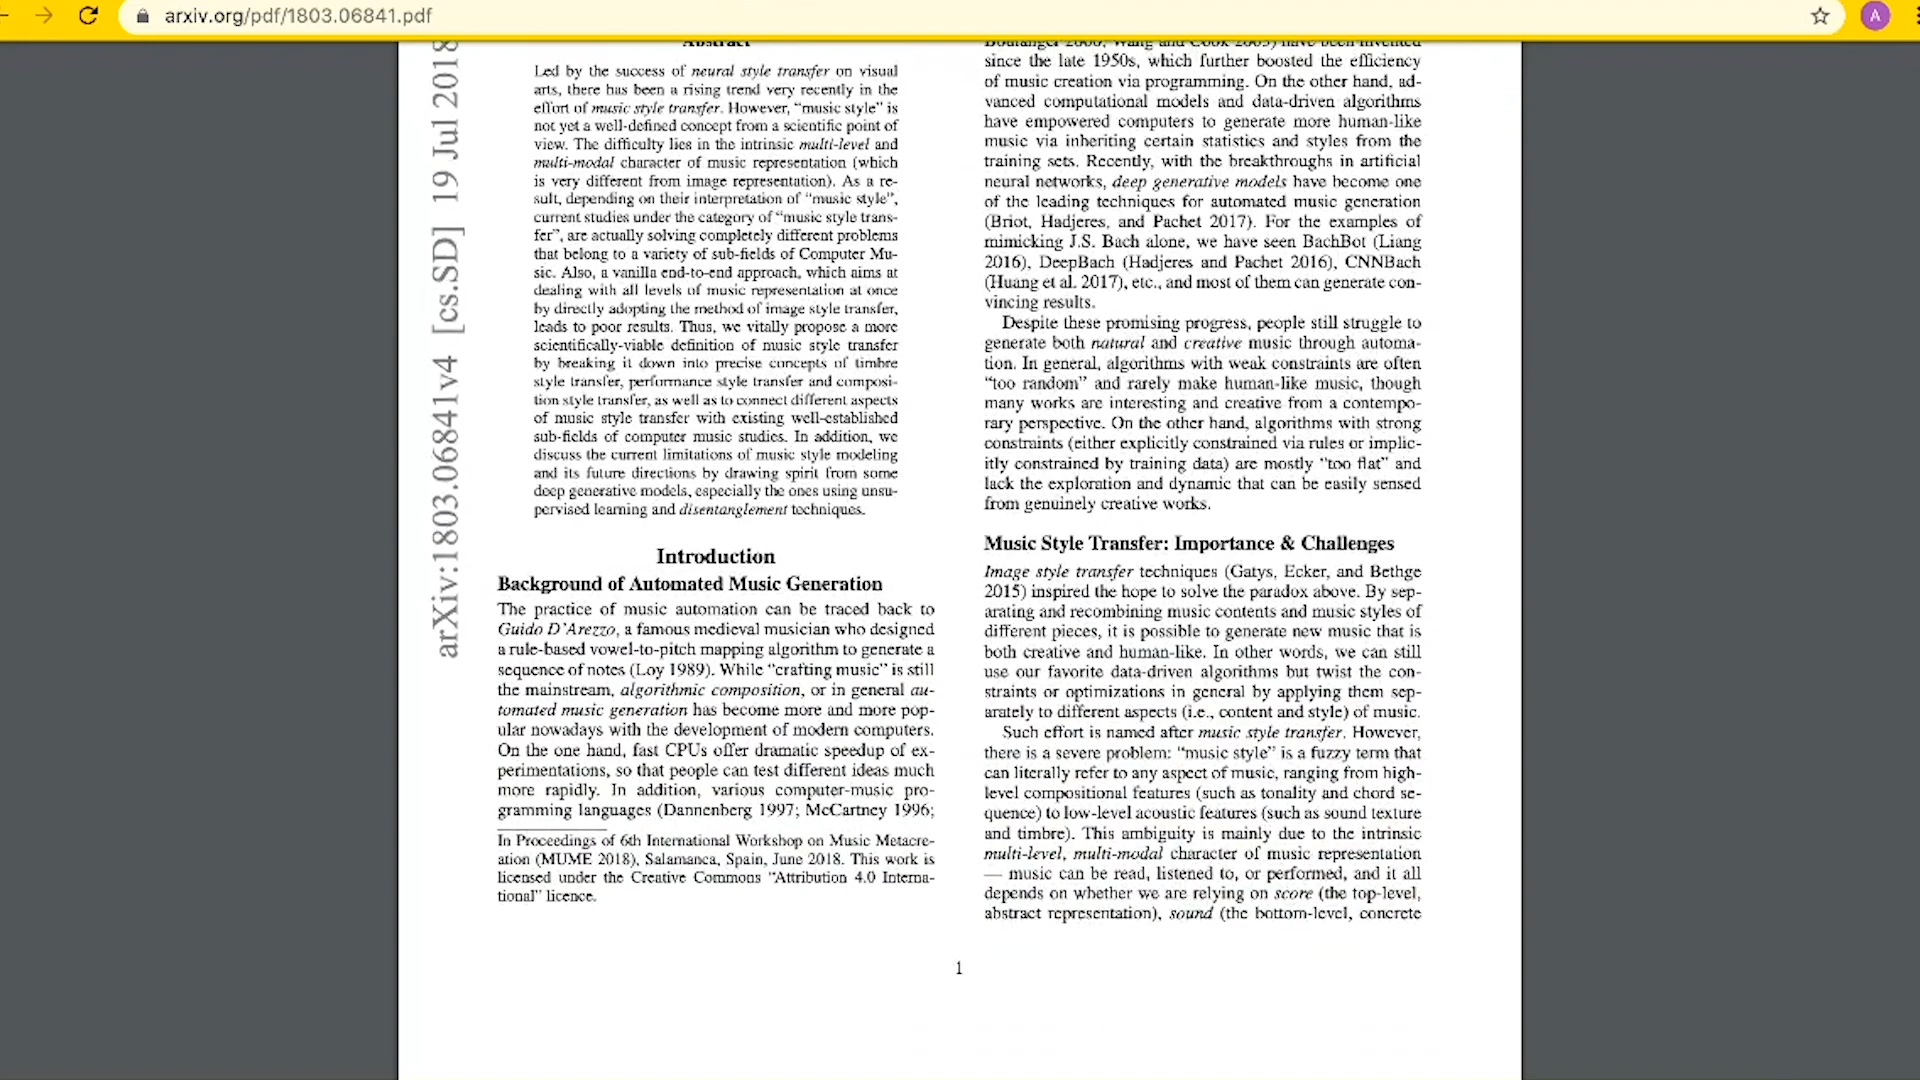 arxiv.org/pdf/1803.06841.pdf
A
arXiv:1803.06841v4 [cs.SD] 19 Jul 2018
Abstract
Led by the success of neural style transfer on visual
arts, there has been a rising trend very recently in the
effort of music style transfer. However, “music style” is
not yet a well-defined concept from a scientific point of
view. The difficulty lies in the intrinsic multi-level and
multi-modal character of music representation (which
is very different from image representation). As a re-
sult, depending on their interpretation of “music style”,
current studies under the category of “music style trans-
fer”, are actually solving completely different problems
that belong to a variety of sub-fields of Computer Mu-
sic. Also, a vanilla end-to-end approach, which aims at
dealing with all levels of music representation at once
by directly adopting the method of image style transfer,
leads to poor results. Thus, we vitally propose a more
scientifically-viable definition of music style transfer
by breaking it down into precise concepts of timbre
style transfer, performance style transfer and composi-
tion style transfer, as well as to connect different aspects
of music style transfer with existing well-established
sub-fields of computer music studies. In addition, we
discuss the current limitations of music style modeling
and its future directions by drawing spirit from some
deep generative models, especially the ones using unsu-
pervised learning and disentanglement techniques.
Introduction
Background of Automated Music Generation
The practice of music automation can be traced back to
Guido D’Arezzo, a famous medieval musician who designed
a rule-based vowel-to-pitch mapping algorithm to generate a
sequence of notes (Loy 1989). While “crafting music” is still
the mainstream, algorithmic composition, or in general au-
tomated music generation has become more and more pop-
ular nowadays with the development of modern computers.
On the one hand, fast CPUs offer dramatic speedup of ex-
perimentations, so that people can test different ideas much
more rapidly. In addition, various computer-music pro-
gramming languages (Dannenberg 1997; McCartney 1996;
In Proceedings of 6th International Workshop on Music Metacre-
ation (MUME 2018), Salamanca, Spain, June 2018. This work is
licensed under the Creative Commons “Attribution 4.0 Interna-
tional” licence.
Boulanger 2000; Wang and Cook 2003) have been invented
since the late 1950s, which further boosted the efficiency
of music creation via programming. On the other hand, ad-
vanced computational models and data-driven algorithms
have empowered computers to generate more human-like
music via inheriting certain statistics and styles from the
training sets. Recently, with the breakthroughs in artificial
neural networks, deep generative models have become one
of the leading techniques for automated music generation
(Briot, Hadjeres, and Pachet 2017). For the examples of
mimicking J.S. Bach alone, we have seen BachBot (Liang
2016), DeepBach (Hadjeres and Pachet 2016), CNNBach
(Huang et al. 2017), etc., and most of them can generate con-
vincing results.
Despite these promising progress, people still struggle to
generate both natural and creative music through automa-
tion. In general, algorithms with weak constraints are often
“too random” and rarely make human-like music, though
many works are interesting and creative from a contempo-
rary perspective. On the other hand, algorithms with strong
constraints (either explicitly constrained via rules or implic-
itly constrained by training data) are mostly “too flat” and
lack the exploration and dynamic that can be easily sensed
from genuinely creative works.
Music Style Transfer: Importance & Challenges
Image style transfer techniques (Gatys, Ecker, and Bethge
2015) inspired the hope to solve the paradox above. By sep-
arating and recombining music contents and music styles of
different pieces, it is possible to generate new music that is
both creative and human-like. In other words, we can still
use our favorite data-driven algorithms but twist the con-
straints or optimizations in general by applying them sep-
arately to different aspects (i.e., content and style) of music.
Such effort is named after music style transfer. However,
there is a severe problem: “music style” is a fuzzy term that
can literally refer to any aspect of music, ranging from high-
level compositional features (such as tonality and chord se-
quence) to low-level acoustic features (such as sound texture
and timbre). This ambiguity is mainly due to the intrinsic
multi-level, multi-modal character of music representation
— music can be read, listened to, or performed, and it all
depends on whether we are relying on score (the top-level,
abstract representation), sound (the bottom-level, concrete
1